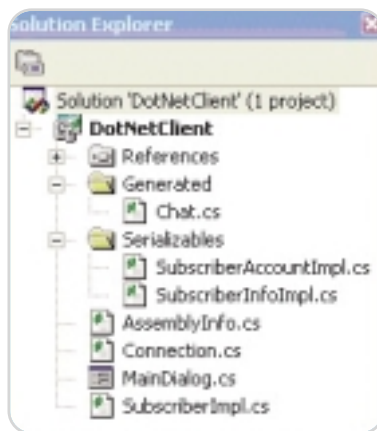 Solution Explorer
Solution 'DotNetClient' (1 project)
DotNetClient
References
Generated
Chat.cs
Serializables
SubscriberAccountImpl.cs
SubscriberInfoImpl.cs
AssemblyInfo.cs
Connection.cs
MainDialog.cs
SubscriberImpl.cs